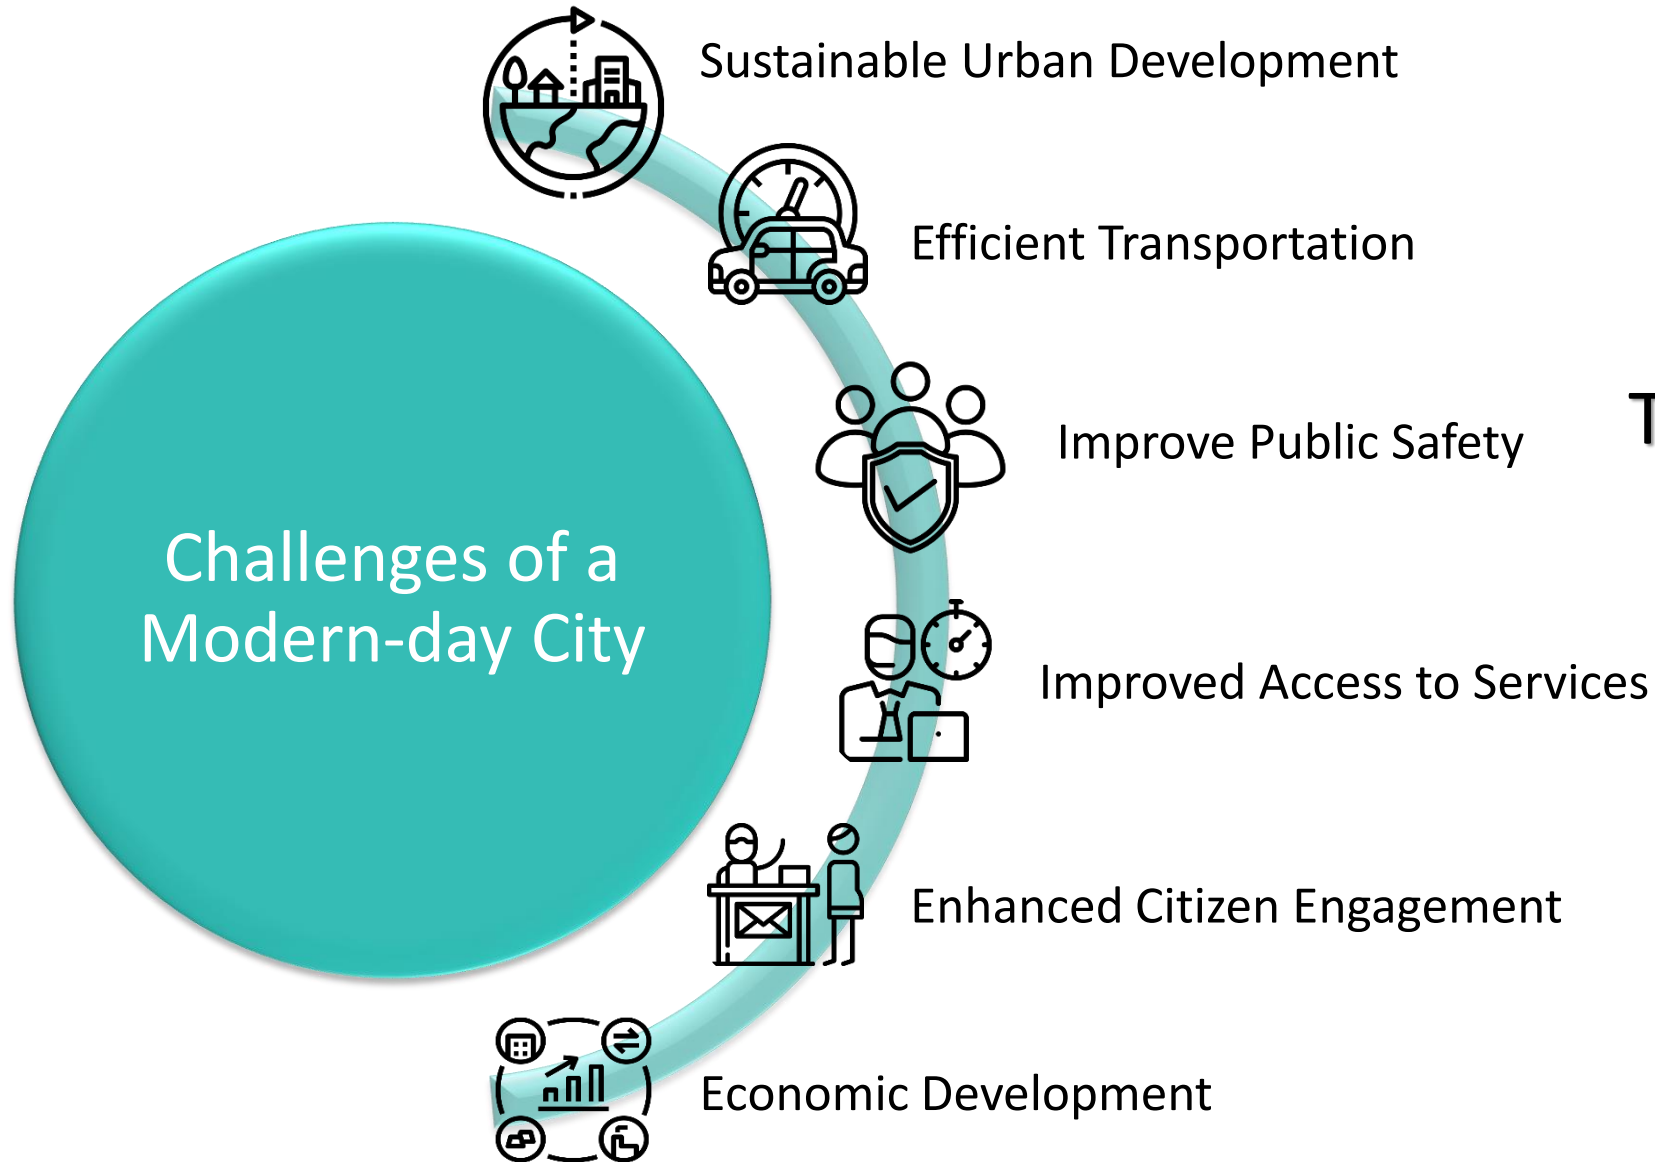 Sustainable Urban Development
Efficient Transportation
Improve Public Safety
T
Challenges of a
Modern-day City
Improved Access to Services
Enhanced Citizen Engagement
Economic Development